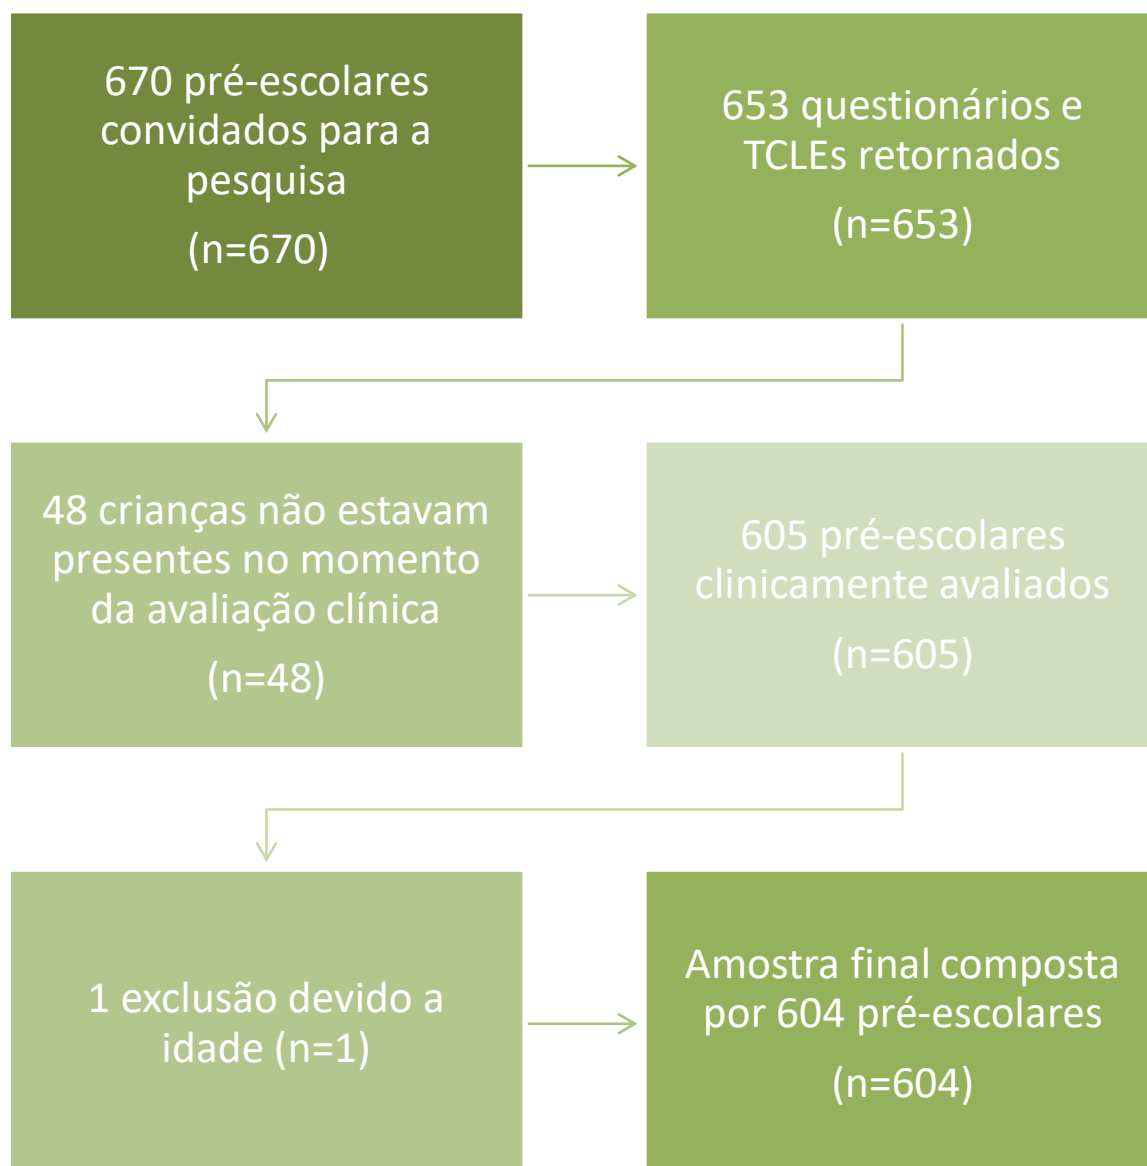 670 pré-escolares
convidados para a
pesquisa
(n=670)
653 questionários e
TCLEs retornados
(n=653)
48 crianças não estavam
presentes no momento
da avaliação clínica
(n=48)
605 pré-escolares
clinicamente avaliados
(n=605)
1 exclusão devido a
idade (n=1)
Amostra final composta
por 604 pré-escolares
(n=604)